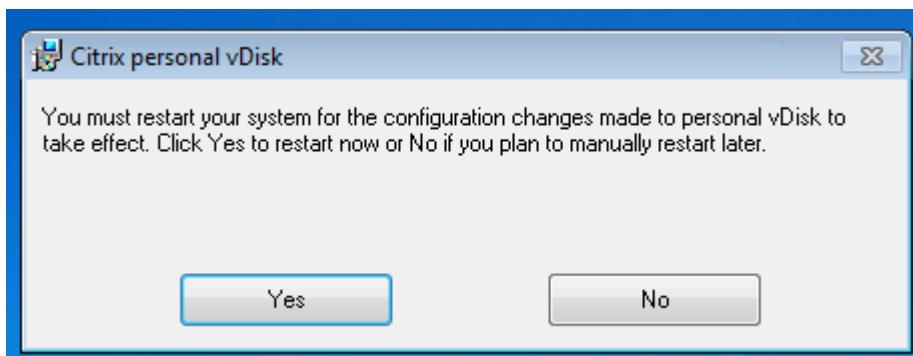 Citrix personal vDisk
You must restart your system for the configuration changes made to personal vDisk to
take effect. Click Yes to restart now or No if you plan to manually restart later.
Yes
No